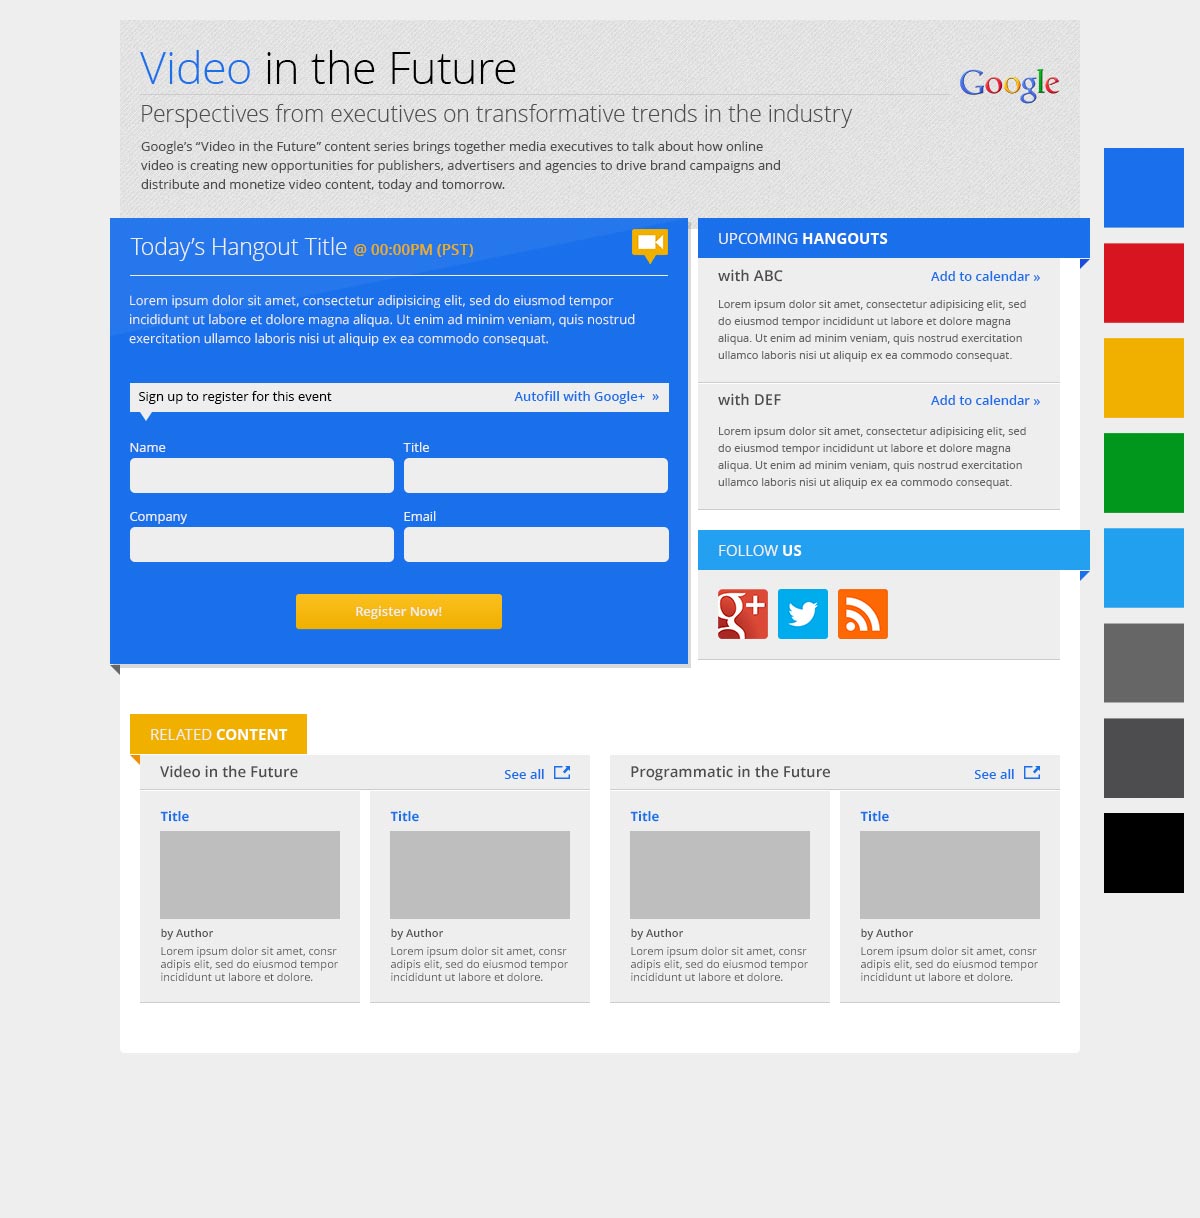 Video in the Future
Google
Perspectives from executives on transformative trends in the industry
Google's “Video in the Future” content series brings together media executives to talk about how online
video is creating new opportunities for publishers, advertisers and agencies to drive brand campaigns and
distribute and monetize video content, today and tomorrow.
Today's Hangout Title @ 00:00PM (PST)
Lorem ipsum dolor sit amet, consectetur adipisicing elit, sed do eiusmod tempor
incididunt ut labore et dolore magna aliqua. Ut enim ad minim veniam, quis nostrud
exercitation ullamco laboris nisi ut aliquip ex ea commodo consequat.
Sign up to register for this event
Autofill with Google+ »
Name
Title
Company
Email
Register Now!
UPCOMING HANGOUTS
with ABC
Add to calendar »
Lorem ipsum dolor sit amet, consectetur adipisicing elit, sed
do eiusmod tempor incididunt ut labore et dolore magna
aliqua. Ut enim ad minim veniam, quis nostrud exercitation
ullamco laboris nisi ut aliquip ex ea commodo consequat.
with DEF
Add to calendar »
Lorem ipsum dolor sit amet, consectetur adipisicing elit, sed
do eiusmod tempor incididunt ut labore et dolore magna
aliqua. Ut enim ad minim veniam, quis nostrud exercitation
ullamco laboris nisi ut aliquip ex ea commodo consequat.
FOLLOW US
g+
RELATED CONTENT
Video in the Future
See all
Title
by Author
Lorem ipsum dolor sit amet, consr
adipis elit, sed do eiusmod tempor
incididunt ut labore et dolore.
Title
by Author
Lorem ipsum dolor sit amet, consr
adipis elit, sed do eiusmod tempor
incididunt ut labore et dolore.
Programmatic in the Future
See all
Title
by Author
Lorem ipsum dolor sit amet, consr
adipis elit, sed do eiusmod tempor
incididunt ut labore et dolore.
Title
by Author
Lorem ipsum dolor sit amet, consr
adipis elit, sed do eiusmod tempor
incididunt ut labore et dolore.